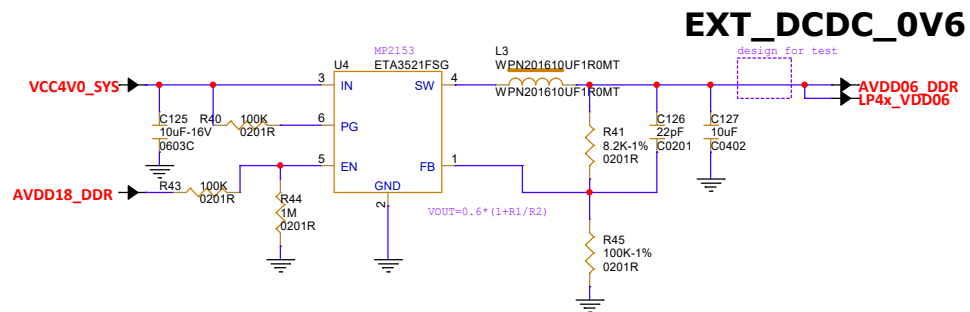 EXT_DCDC_0V6
design for test
MP2153
U4
ETA3521FSG
L3
WPN201610UF1R0MT
WPN201610UF1R0MT
VCC4V0_SYS
3
IN
SW
4
AVDD06_DDR
LP4x_VDD06
C125
10uF-16V
0603C
R40
100K
0201R
6
PG
R41
8.2K-1%
0201R
C126
22pF
C0201
C127
10uF
C0402
5
EN
FB
1
AVDD18_DDR
R43
100K
0201R
R44
1M
0201R
GND
2
VOUT=0.6*(1+R1/R2)
R45
100K-1%
0201R